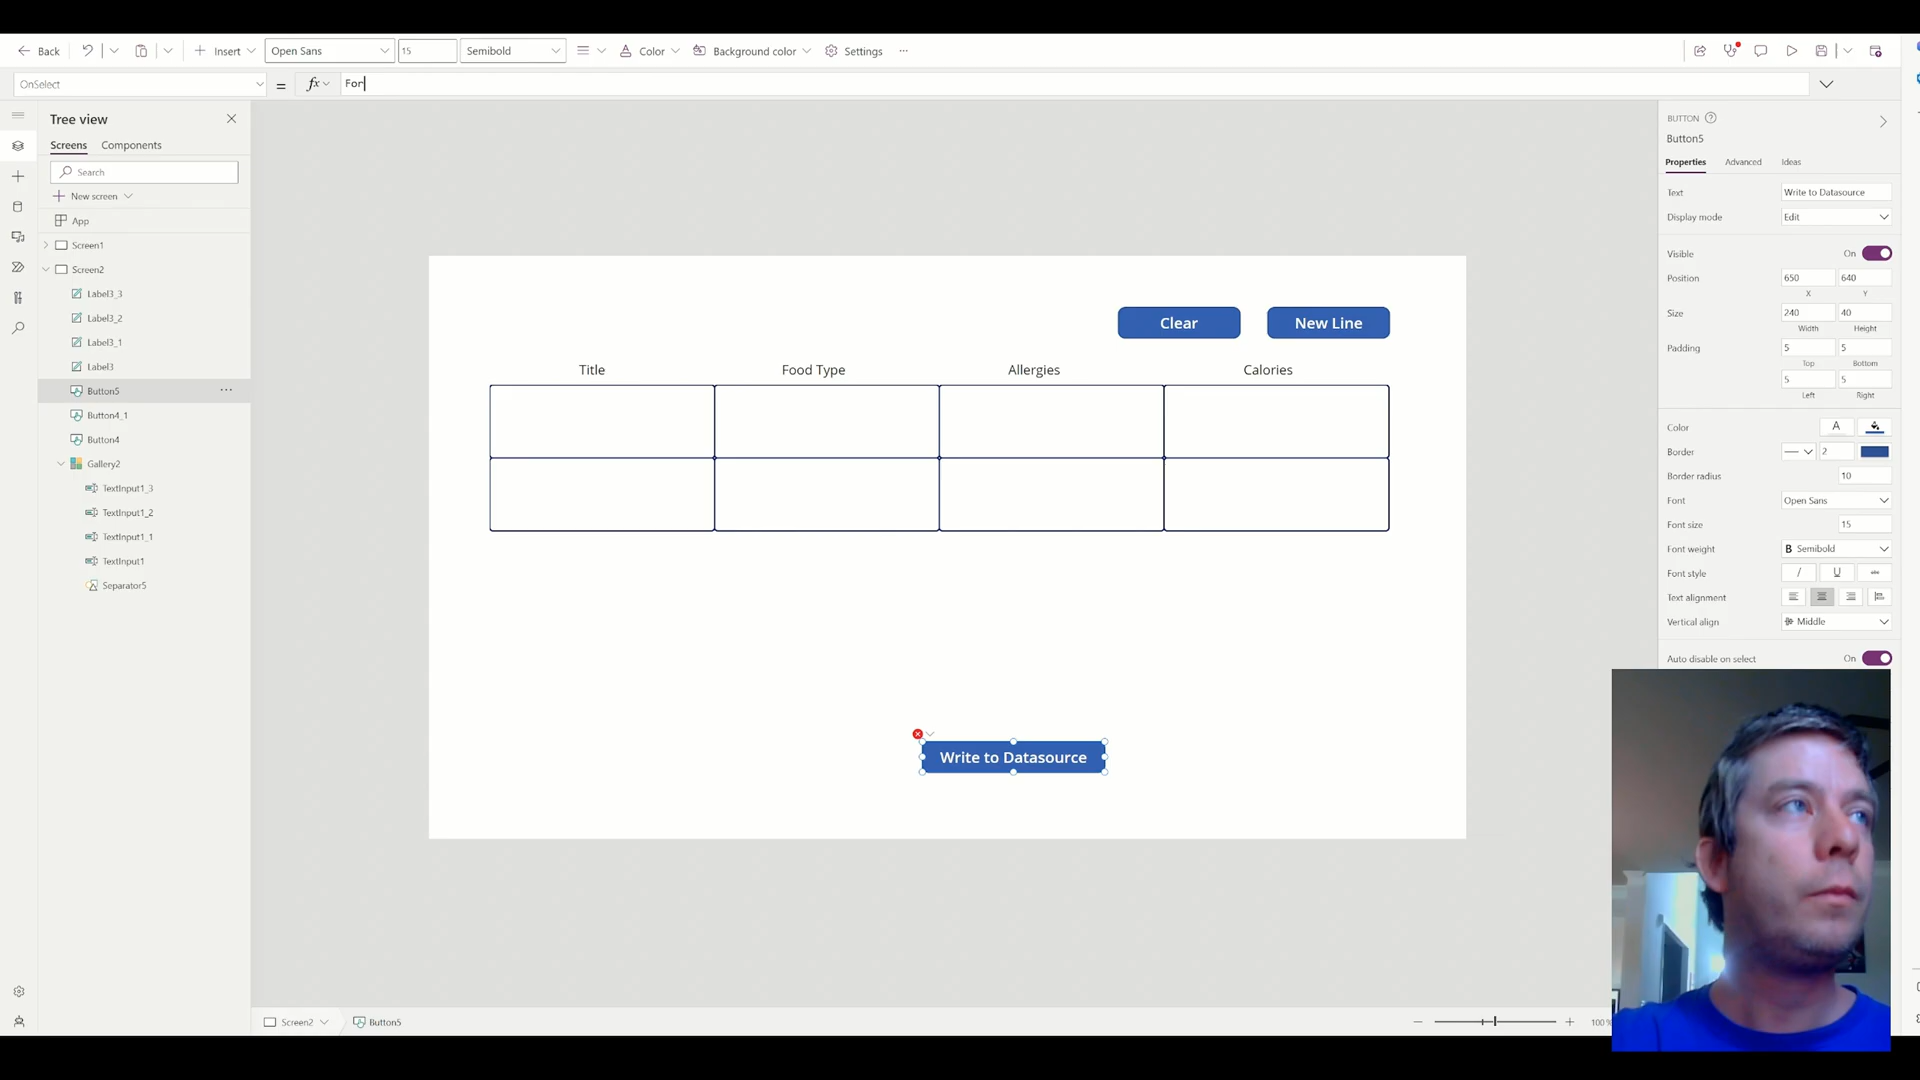 Back
Insert
Open Sans
15
Semibold
Color
Background color
Settings
OnSelect
=
fx
For
Tree view
Screens
Components
Search
New screen
App
Screen1
Screen2
Label3_3
Label3_2
Label3_1
Label3
Button5
Button4_1
Button4
Gallery2
TextInput1_3
TextInput1_2
TextInput1_1
TextInput1
Separator5
Clear
New Line
Title
Food Type
Allergies
Calories
Write to Datasource
BUTTON
Button5
Properties
Advanced
Ideas
Text
Write to Datasource
Display mode
Edit
Visible
On
Position
650
640
X
Y
Size
240
40
Width
Height
Padding
5
5
Top
Bottom
5
5
Left
Right
Color
A
Border
2
Border radius
10
Font
Open Sans
Font size
15
Font weight
B Semibold
Font style
/
U
abc
Text alignment
Vertical align
Middle
Auto disable on select
On
Screen2
Button5
100 %